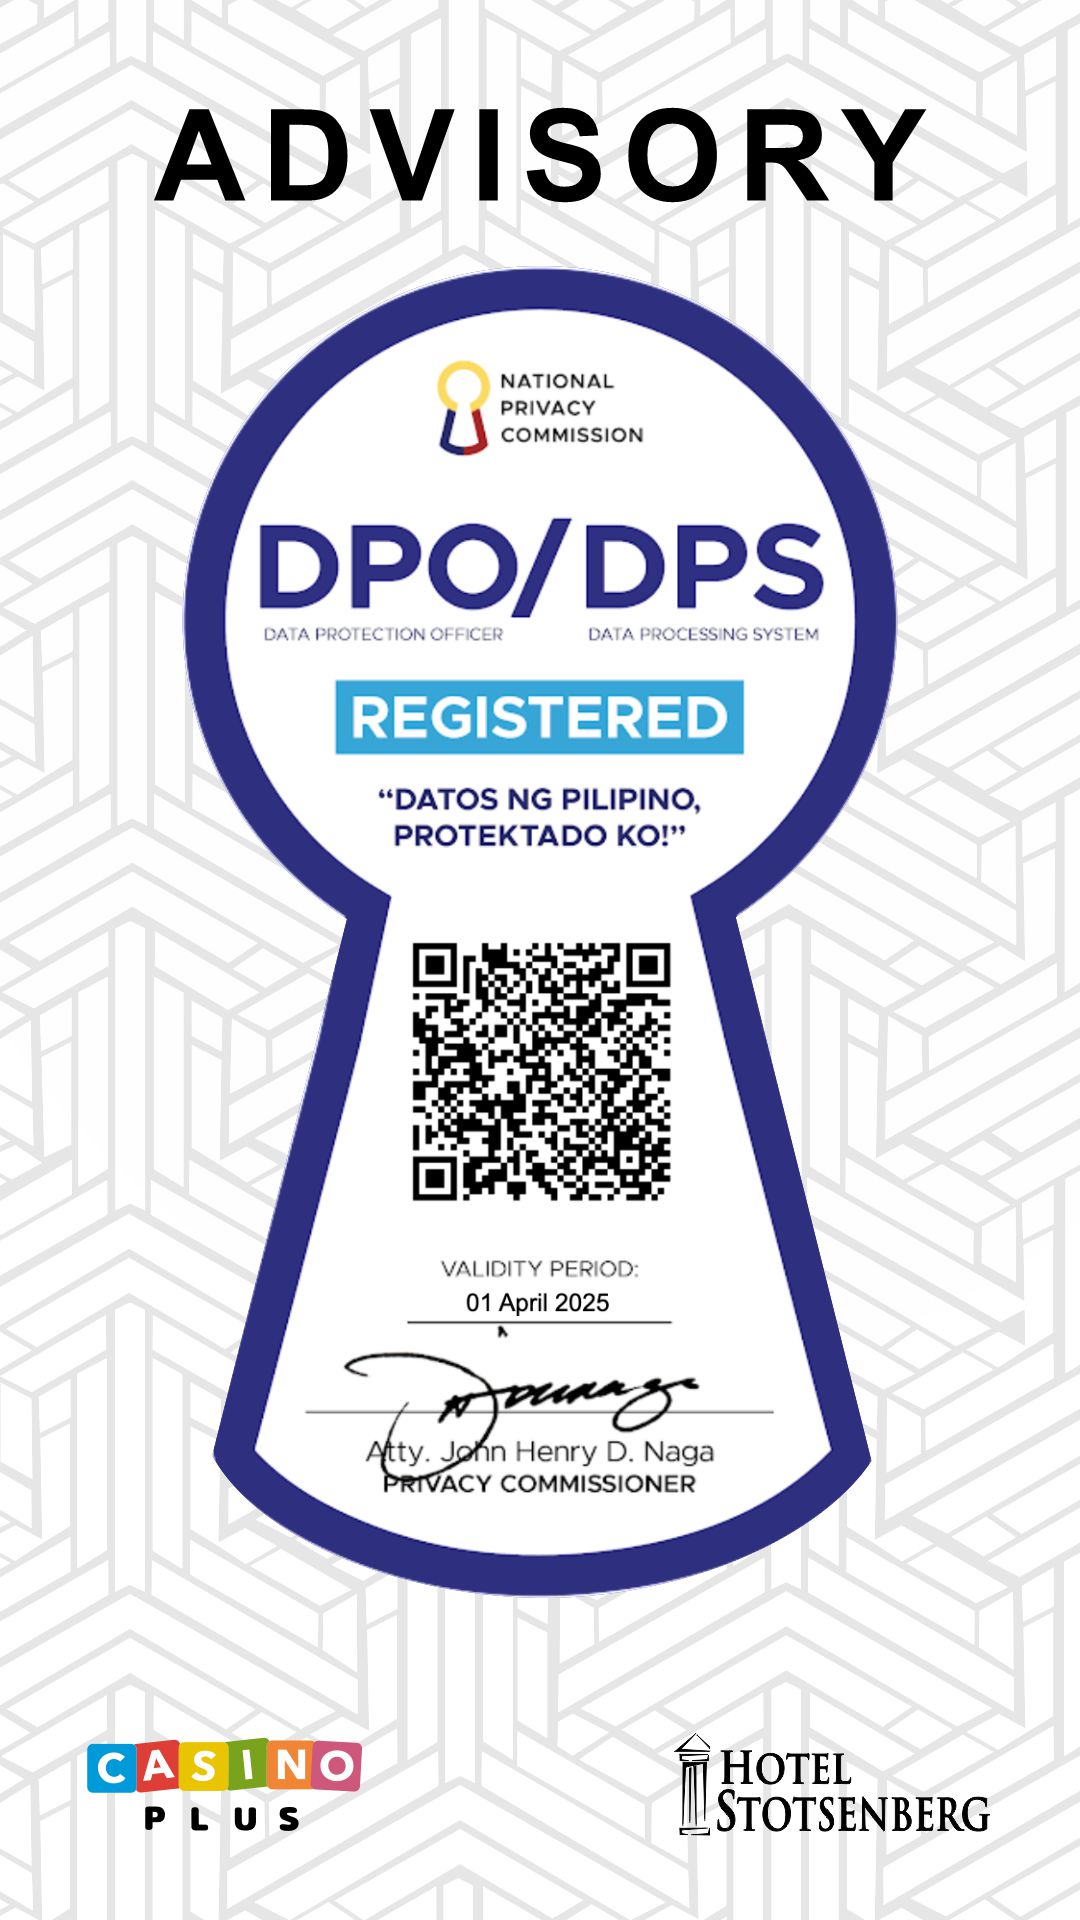 ADVISORY
NATIONAL
PRIVACY
COMMISSION
DPO/DPS
DATA PROTECTION OFFICER DATA PROCESSING SYSTEM
REGISTERED
“DATOS NG PILIPINO,
PROTEKTADO KO!”
VALIDITY PERIOD:
01 April 2025
Atty. John Henry D. Naga
PRIVACY COMMISSIONER
CASINO
PLUS
HOTEL
STOTSENBERG